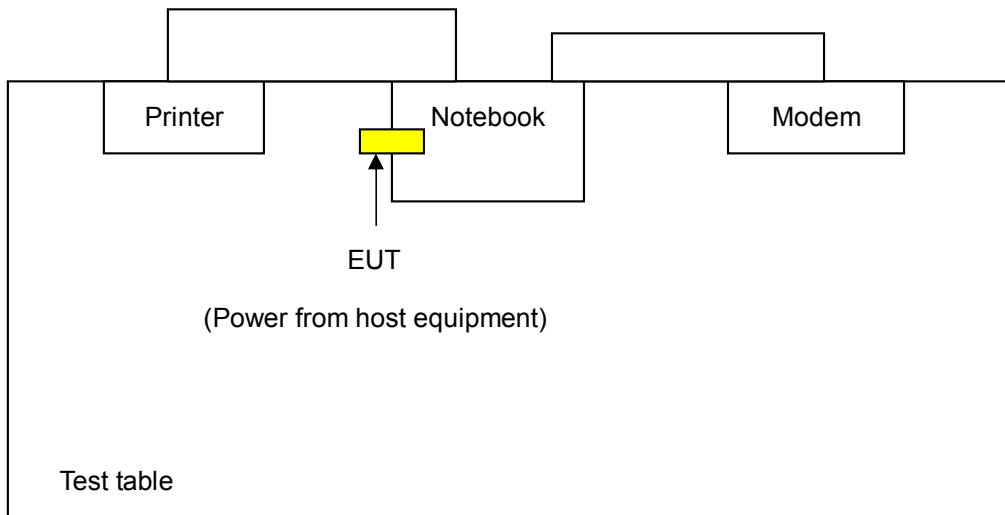 Printer
Notebook
Modem
EUT
(Power from host equipment)
Test table